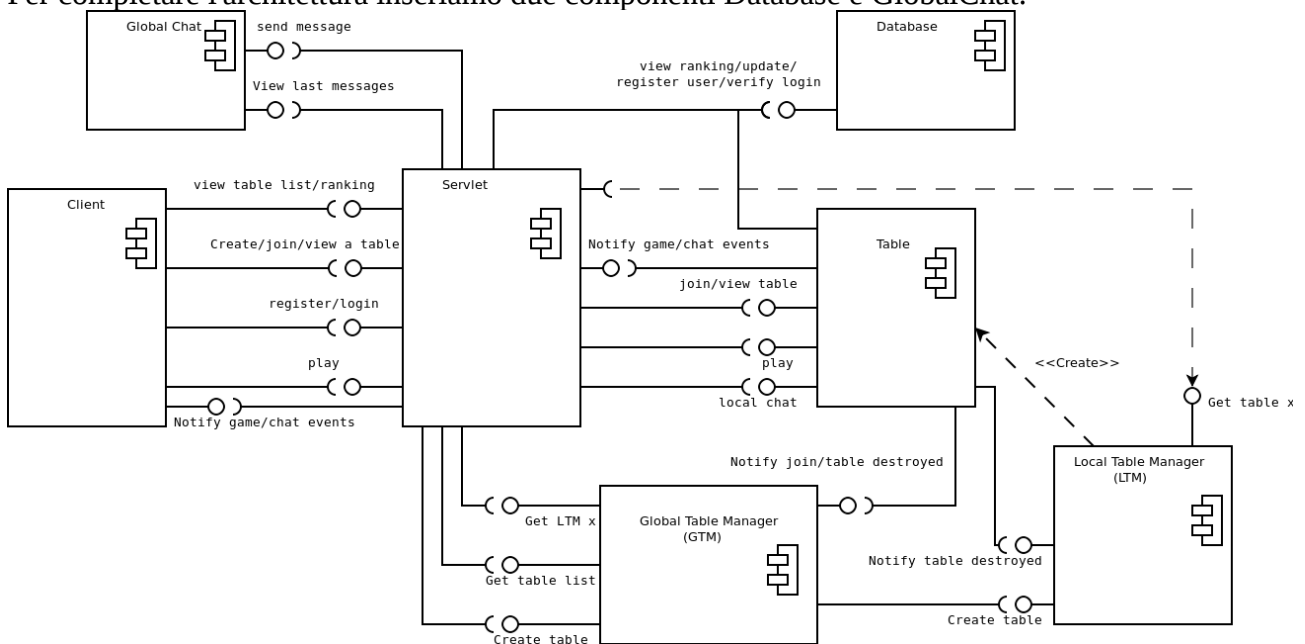 Per completare l'architettura inseriamo due componenti Database e GlobalChat.
Global Chat
send message
View last messages
Database
view ranking/update/
register user/verify login
Client
view table list/ranking
Create/join/view a table
register/login
play
Notify game/chat events
Servlet
Notify game/chat events
join/view table
play
local chat
Table
<<Create>>
Get table x
Local Table Manager
(LTM)
Notify join/table destroyed
Get LTM x
Get table list
Create table
Global Table Manager
(GTM)
Notify table destroyed
Create table